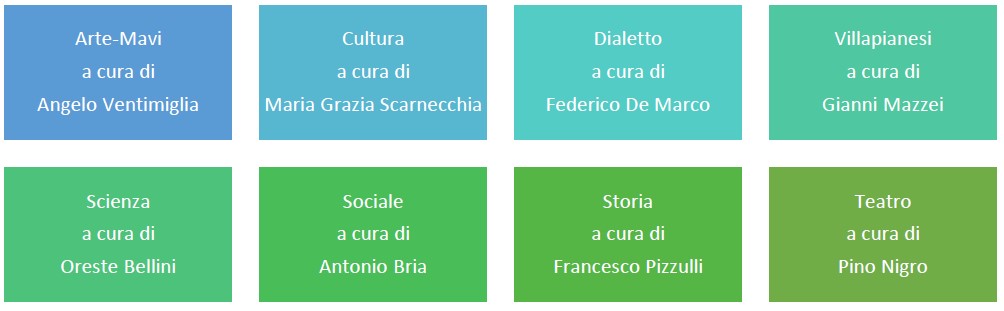 Arte-Mavi
a cura di
Angelo Ventimiglia
Cultura
a cura di
Maria Grazia Scarnecchia
Dialetto
a cura di
Federico De Marco
Villapianesi
a cura di
Gianni Mazzei
Scienza
a cura di
Oreste Bellini
Sociale
a cura di
Antonio Bria
Storia
a cura di
Francesco Pizzulli
Teatro
a cura di
Pino Nigro